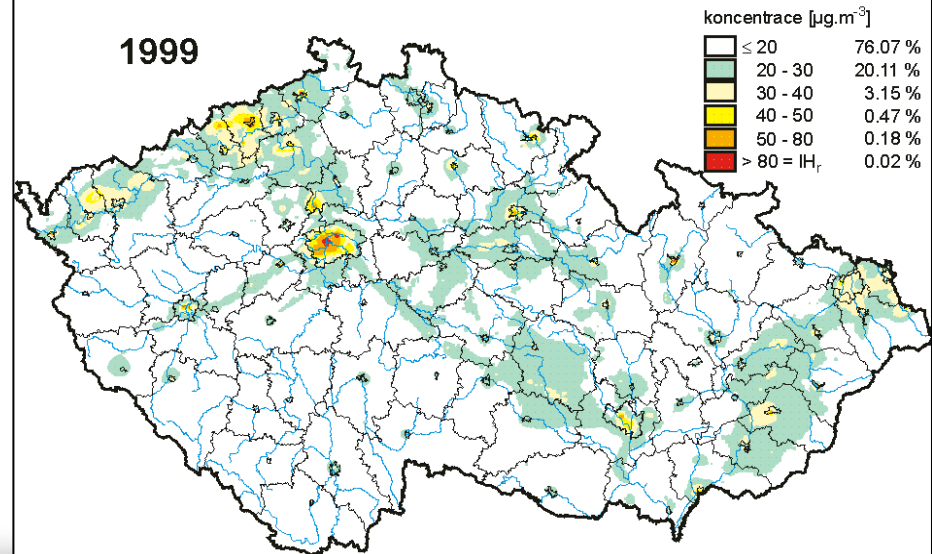 koncentrace [µg.m⁻³]
1999
≤ 20 76.07 %
20 - 30 20.11 %
30 - 40 3.15 %
40 - 50 0.47 %
50 - 80 0.18 %
> 80 = IHᵣ 0.02 %